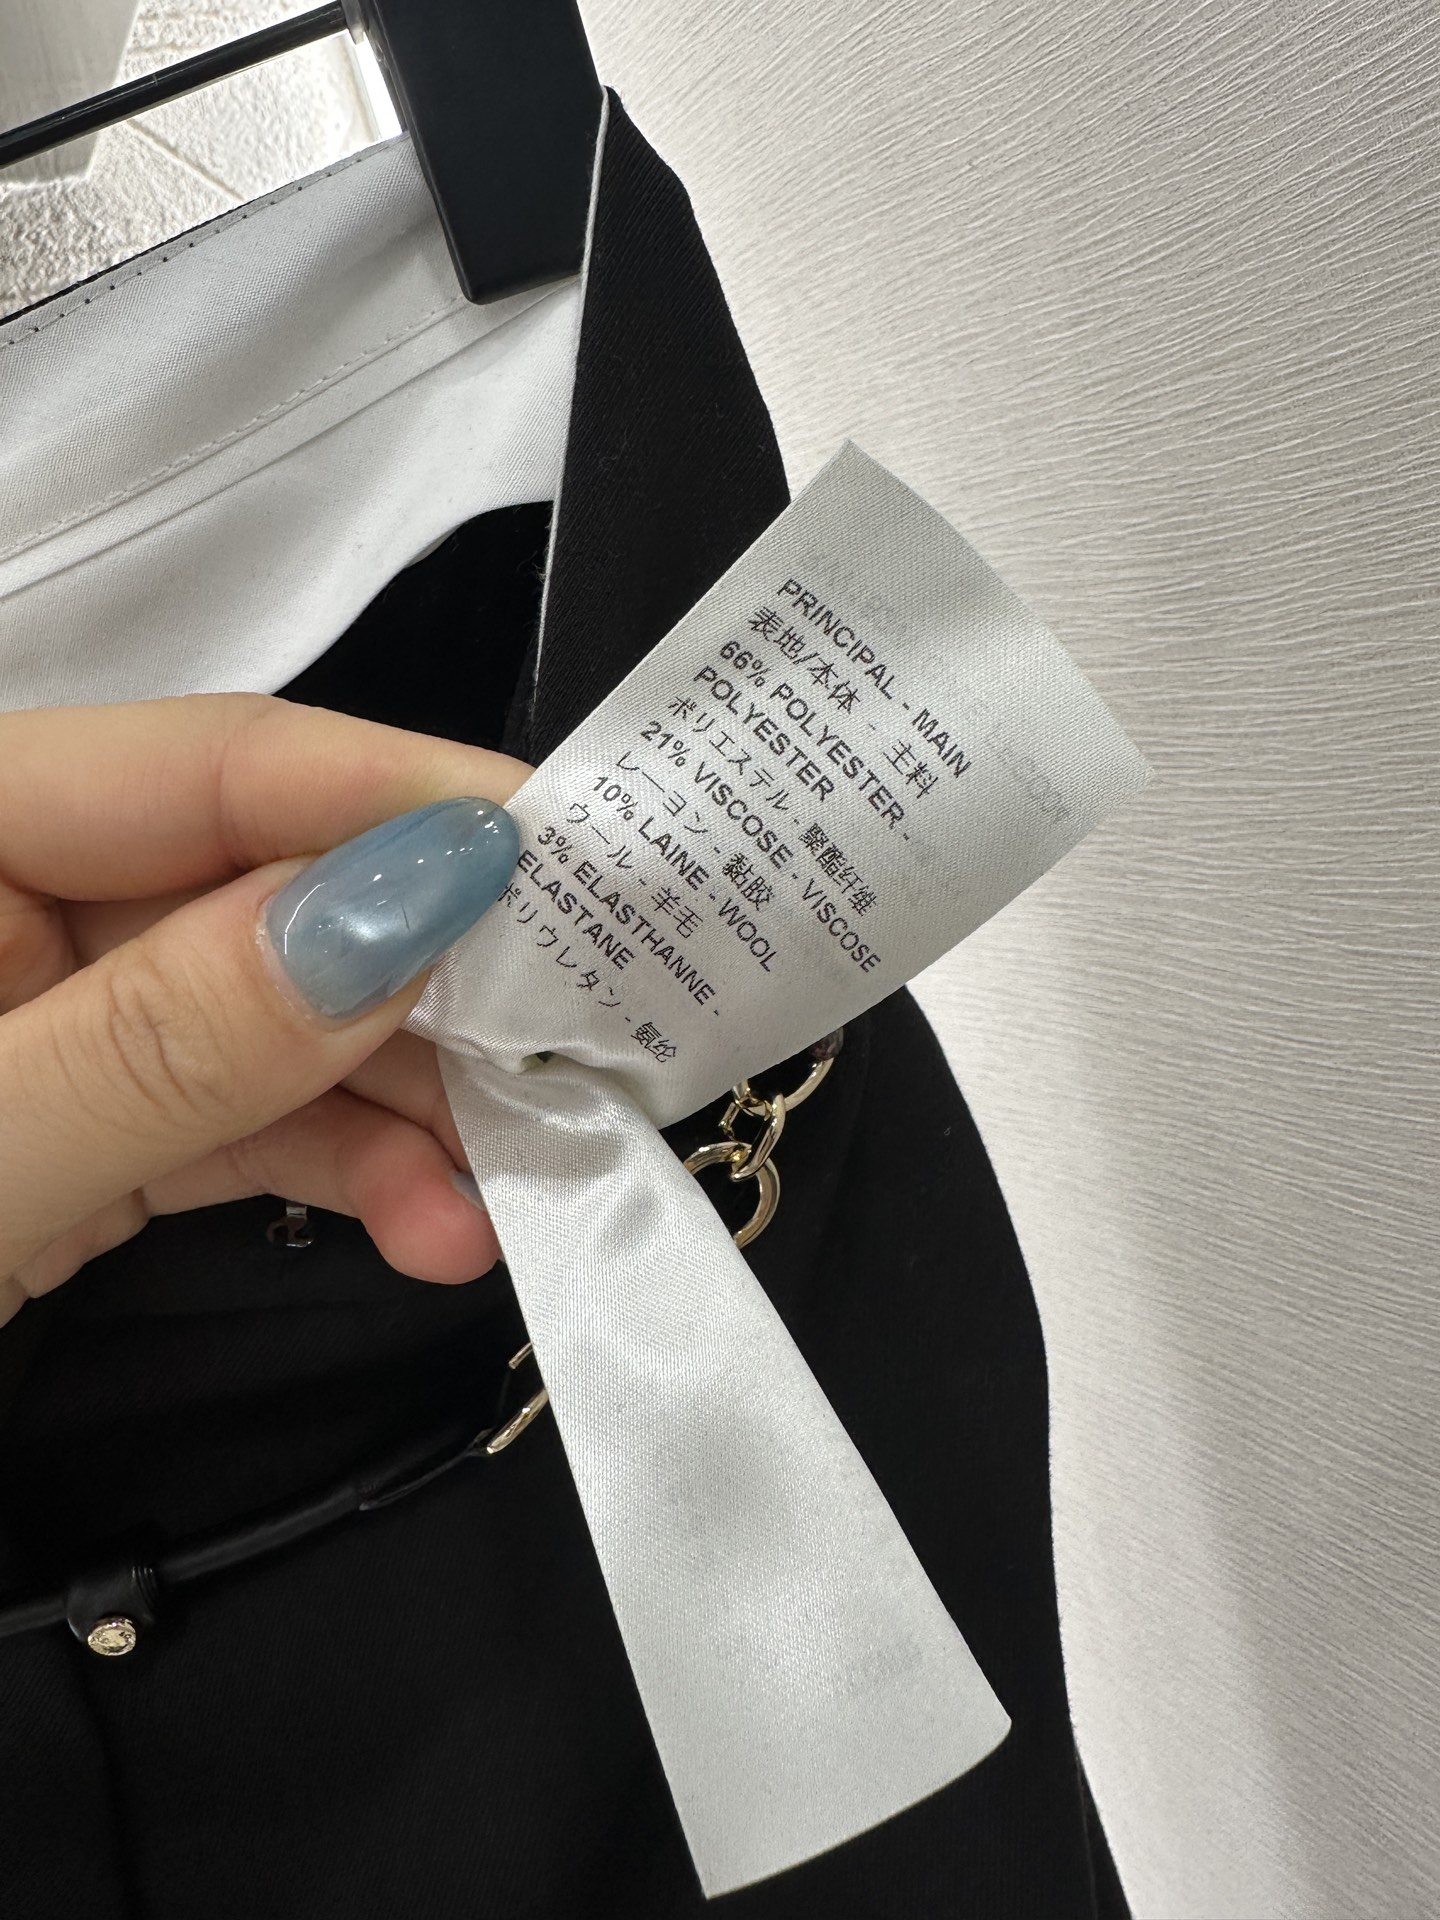 PRINCIPAL - MAIN
表地/本体 - 主料
66% POLYESTER -
POLYESTER
ポリエステル - 聚酯纤维
21% VISCOSE - VISCOSE
レーヨン - 黏胶
10% LAINE - WOOL
ウール - 羊毛
3% ELASTHANNE -
ELASTANE
ポリウレタン - 氨纶